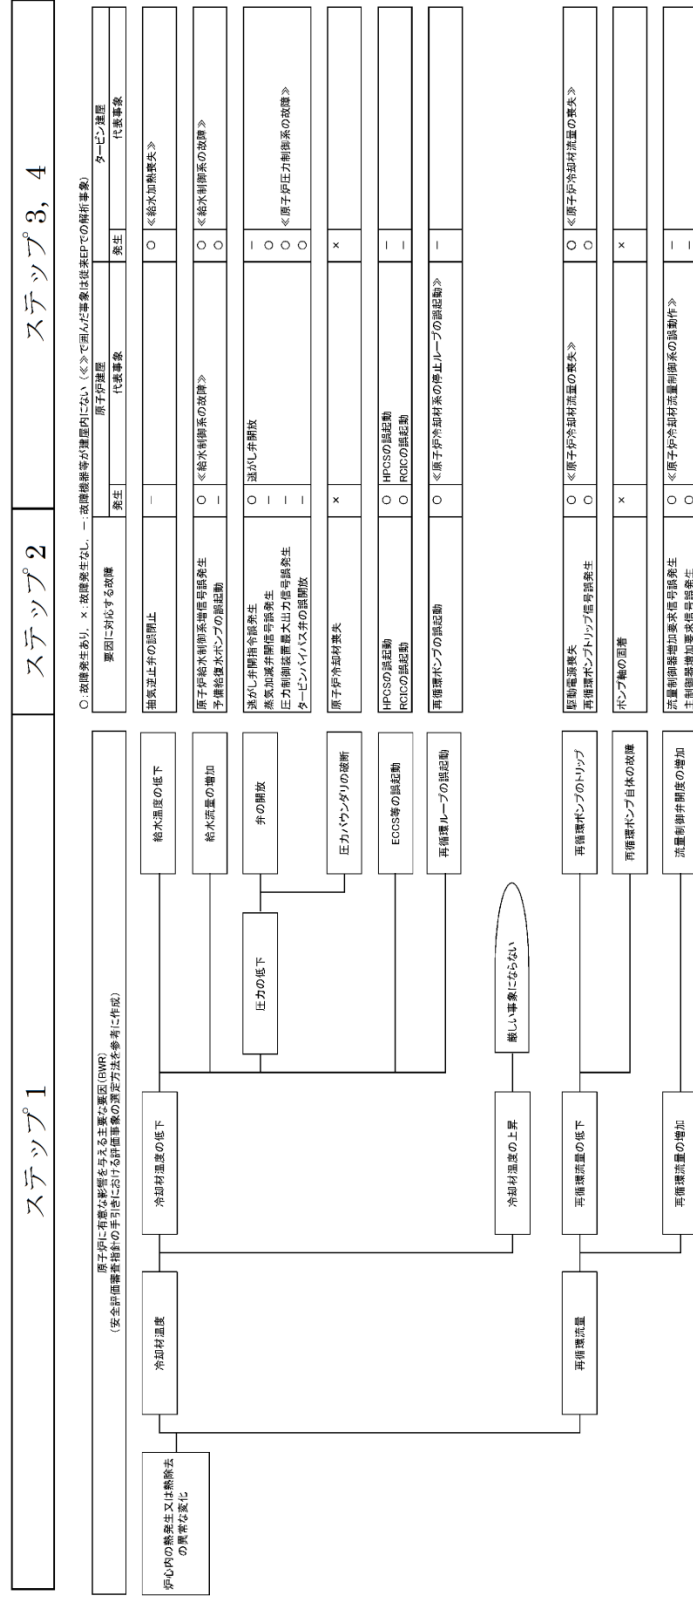 ステップ 1
ステップ 2
ステップ 3, 4
○:故障発生あり, ×:故障発生なし, －:故障機器等が建屋内にない(≪≫で囲んだ事象は従来EPでの解析事象)
原子炉に有意な影響を与える主要な要因(BWR)
(安全評価審査指針の手引きにおける評価事象の選定方法を参考に作成)
要因に対応する故障
原子炉建屋
発生
代表事象
タービン建屋
発生
代表事象
炉心内の熱発生又は熱除去
の異常な変化
冷却材温度
冷却材温度の低下
給水温度の低下
抽気逆止弁の誤閉止
－
○
≪給水加熱喪失≫
給水流量の増加
原子炉給水制御系増信号誤発生
○
≪給水制御系の故障≫
○
≪給水制御系の故障≫
予備給復水ポンプの誤起動
－
○
圧力の低下
弁の開放
逃がし弁開指令誤発生
○
逃がし弁開放
－
蒸気加減弁開信号誤発生
－
○
圧力制御装置最大出力信号誤発生
－
○
≪原子炉圧力制御系の故障≫
タービンバイパス弁の誤開放
－
○
圧力バウンダリの破断
原子炉冷却材喪失
×
×
ECCS等の誤起動
HPCSの誤起動
○
HPCSの誤起動
－
RCICの誤起動
○
RCICの誤起動
－
再循環ループの誤起動
再循環ポンプの誤起動
○
≪原子炉冷却材系の停止ループの誤起動≫
－
冷却材温度の上昇
厳しい事象にならない
再循環流量
再循環流量の低下
再循環ポンプのトリップ
駆動電源喪失
○
≪原子炉冷却材流量の喪失≫
○
≪原子炉冷却材流量の喪失≫
再循環ポンプトリップ信号誤発生
○
○
再循環ポンプ自体の故障
ポンプ軸の固着
×
×
再循環流量の増加
流量制御弁開度の増加
流量制御器増加要求信号誤発生
○
≪原子炉冷却材流量制御系の誤動作≫
－
主制御器増加要求信号誤発生
○
－